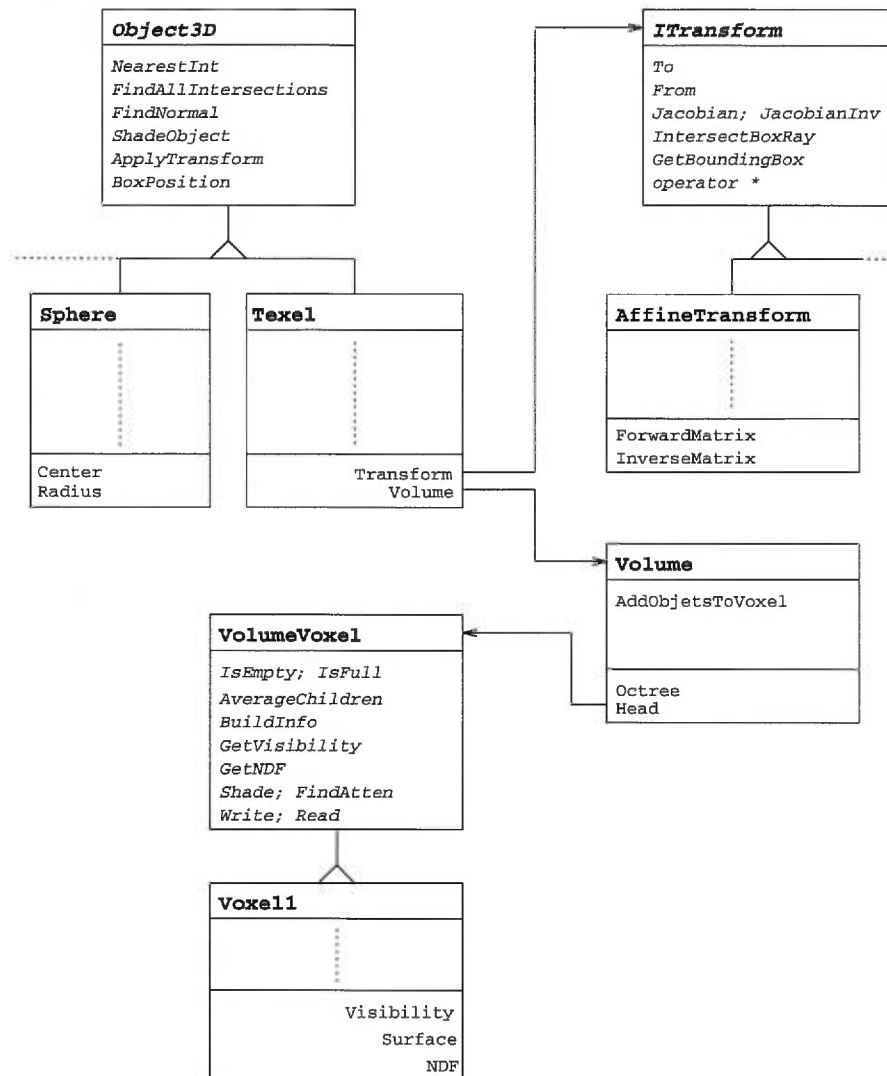 Object3D
NearestInt
FindAllIntersections
FindNormal
ShadeObject
ApplyTransform
BoxPosition
ITransform
To
From
Jacobian; JacobianInv
IntersectBoxRay
GetBoundingBox
operator *
Sphere
Center
Radius
Texel
Transform
Volume
AffineTransform
ForwardMatrix
InverseMatrix
Volume
AddObjetsToVoxel
Octree
Head
VolumeVoxel
IsEmpty; IsFull
AverageChildren
BuildInfo
GetVisibility
GetNDF
Shade; FindAtten
Write; Read
Voxel1
Visibility
Surface
NDF